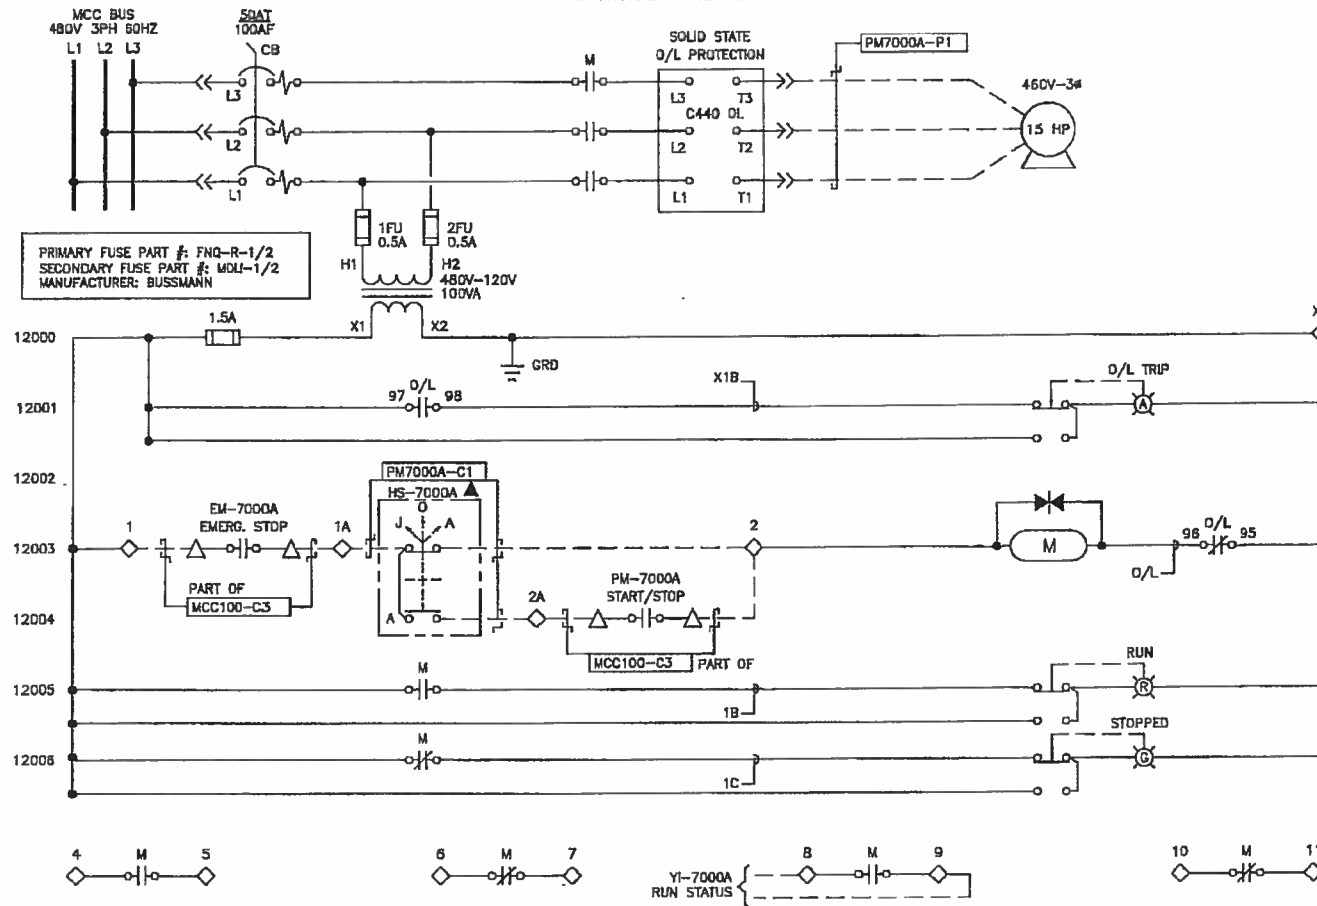 MCC BUS
480V 3PH 60HZ
L1 L2 L3
50AT
100AF
CB
L3
L2
L1
M
SOLID STATE
O/L PROTECTION
L3 T3
C440 OL
L2 T2
L1 T1
PM7000A-P1
460V-3ø
15 HP
1FU
0.5A
2FU
0.5A
H1 H2
480V-120V
100VA
X1 X2
PRIMARY FUSE PART #: FNQ-R-1/2
SECONDARY FUSE PART #: MDL-1/2
MANUFACTURER: BUSSMANN
12000
1.5A
GRD
X
12001
97 O/L 98
X1B
O/L TRIP
A
12002
PM7000A-C1
HS-7000A
O
J A
12003
1
EM-7000A
EMERG. STOP
1A
2
M
96 O/L 95
O/L
PART OF
MCC100-C3
12004
A
2A
PM-7000A
START/STOP
MCC100-C3 PART OF
12005
M
1B
RUN
R
12006
M
1C
STOPPED
G
4 M 5
6 M 7
YI-7000A
RUN STATUS
8 M 9
10 M 11